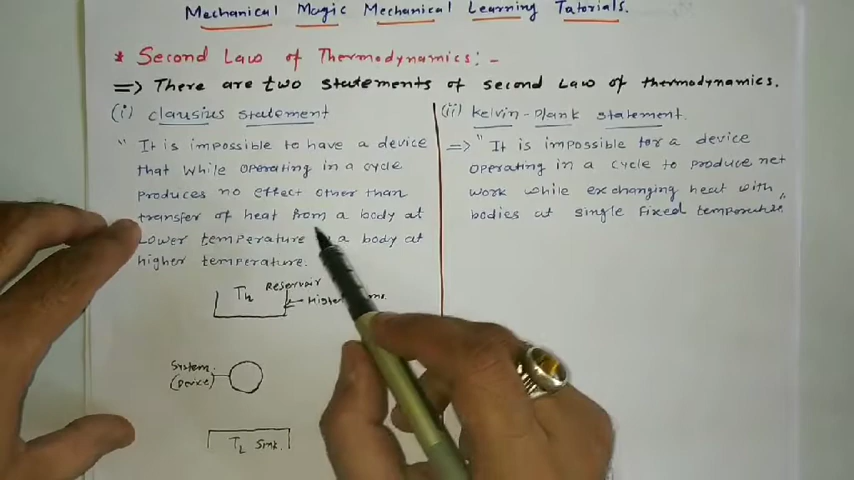 Mechanical Magic Mechanical Learning Tutorials.
* Second Law of Thermodynamics:-
=> There are two statements of second Law of thermodynamics.
(i) clausius statement
" It is impossible to have a device
that while operating in a cycle
produces no effect other than
transfer of heat from a body at
Lower temperature a body at
higher temperature.
Th Reservoir
System
(Device)
TL Sink
(ii) Kelvin-Plank statement.
=> "It is impossible for a device
operating in a cycle to produce net
work while exchanging heat with
bodies at single fixed temperature."